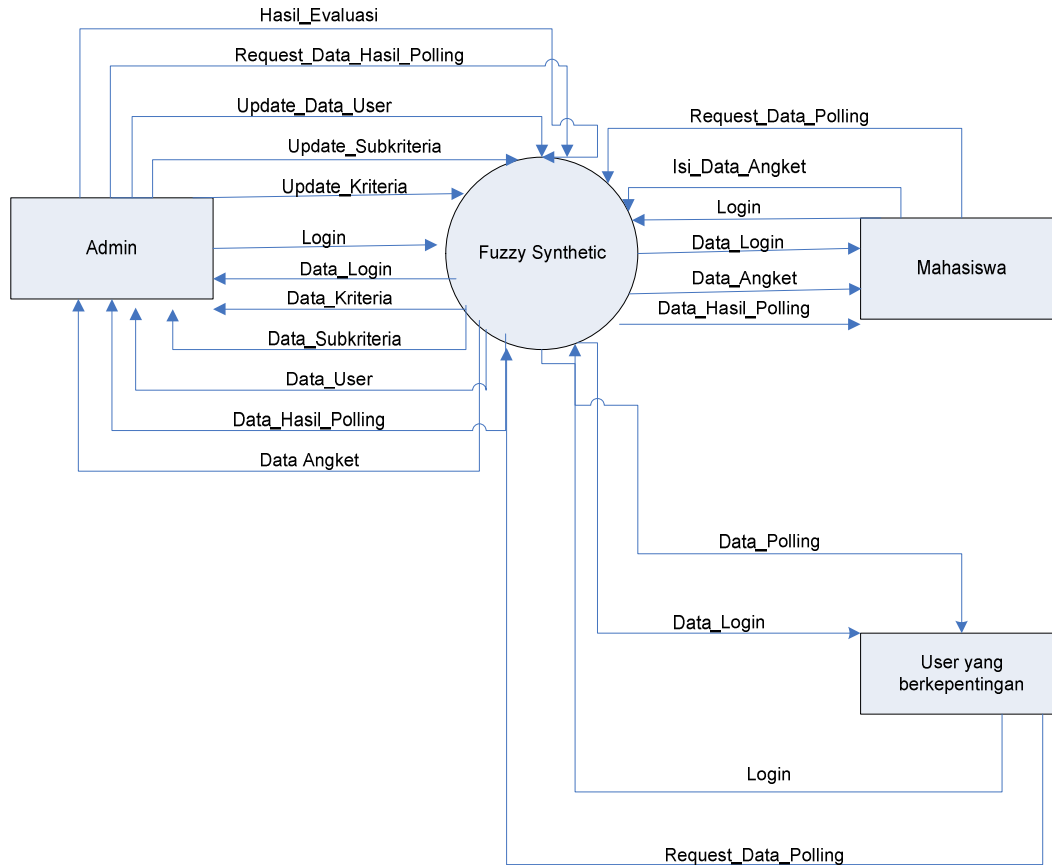 Hasil_Evaluasi
Request_Data_Hasil_Polling
Update_Data_User
Update_Subkriteria
Update_Kriteria
Admin
Login
Data_Login
Data_Kriteria
Data_Subkriteria
Data_User
Data_Hasil_Polling
Data Angket
Fuzzy Synthetic
Request_Data_Polling
Isi_Data_Angket
Login
Data_Login
Data_Angket
Data_Hasil_Polling
Mahasiswa
Data_Polling
Data_Login
User yang
berkepentingan
Login
Request_Data_Polling